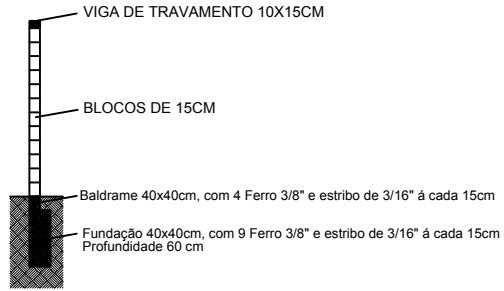 VIGA DE TRAVAMENTO 10X15CM
BLOCOS DE 15CM
Baldrame 40x40cm, com 4 Ferro 3/8" e estribo de 3/16" á cada 15cm
Fundação 40x40cm, com 9 Ferro 3/8" e estribo de 3/16" á cada 15cm
Profundidade 60 cm